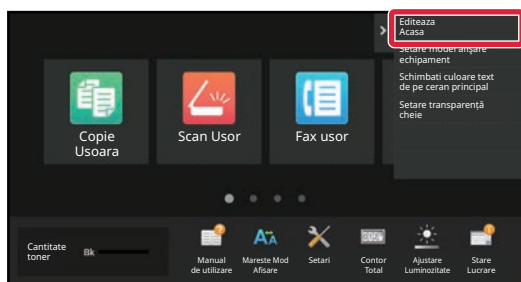 Editeaza
Acasa
Setare model afişare
echipament
Schimbati culoare text
de pe ceran principal
Setare transparență
cheie
Copie
Usoara
Scan Usor
Fax usor
Cantitate
toner
Bk
Manual
de utilizare
Mareste Mod
Afisare
Setari
Contor
Total
Ajustare
Luminozitate
Stare
Lucrare